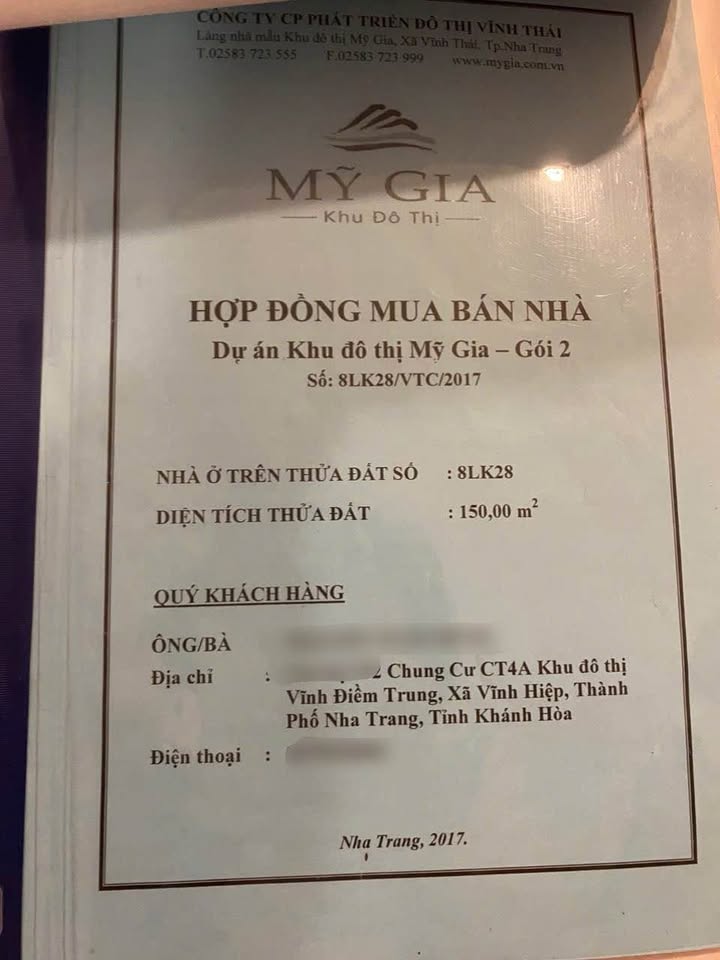 CÔNG TY CP PHÁT TRIỂN ĐÔ THỊ VĨNH THÁI
Làng nhà mẫu Khu đô thị Mỹ Gia, Xã Vĩnh Thái, Tp.Nha Trang
T.02583 723 555 F.02583 723 999 www.mygia.com.vn
MỸ GIA
Khu Đô Thị
HỢP ĐỒNG MUA BÁN NHÀ
Dự án Khu đô thị Mỹ Gia – Gói 2
Số: 8LK28/VTC/2017
NHÀ Ở TRÊN THỬA ĐẤT SỐ : 8LK28
DIỆN TÍCH THỬA ĐẤT : 150,00 m²
QUÝ KHÁCH HÀNG
ÔNG/BÀ
Địa chỉ : 2 Chung Cư CT4A Khu đô thị
Vĩnh Điềm Trung, Xã Vĩnh Hiệp, Thành
Phố Nha Trang, Tỉnh Khánh Hòa
Điện thoại :
Nha Trang, 2017.